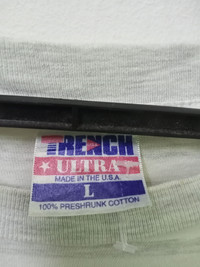 TRENCH
ULTRA
MADE IN THE U.S.A.
L
100% PRESHRUNK COTTON